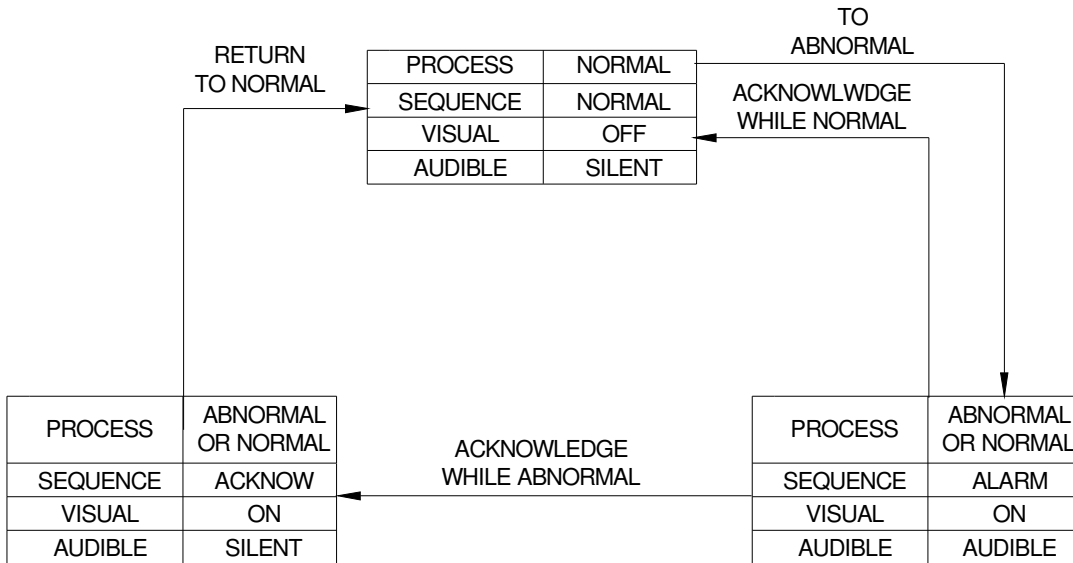 TO
ABNORMAL
RETURN
TO NORMAL
PROCESS NORMAL
SEQUENCE NORMAL
VISUAL OFF
AUDIBLE SILENT
ACKNOWLWDGE
WHILE NORMAL
PROCESS ABNORMAL
OR NORMAL
SEQUENCE ACKNOW
VISUAL ON
AUDIBLE SILENT
ACKNOWLEDGE
WHILE ABNORMAL
PROCESS ABNORMAL
OR NORMAL
SEQUENCE ALARM
VISUAL ON
AUDIBLE AUDIBLE